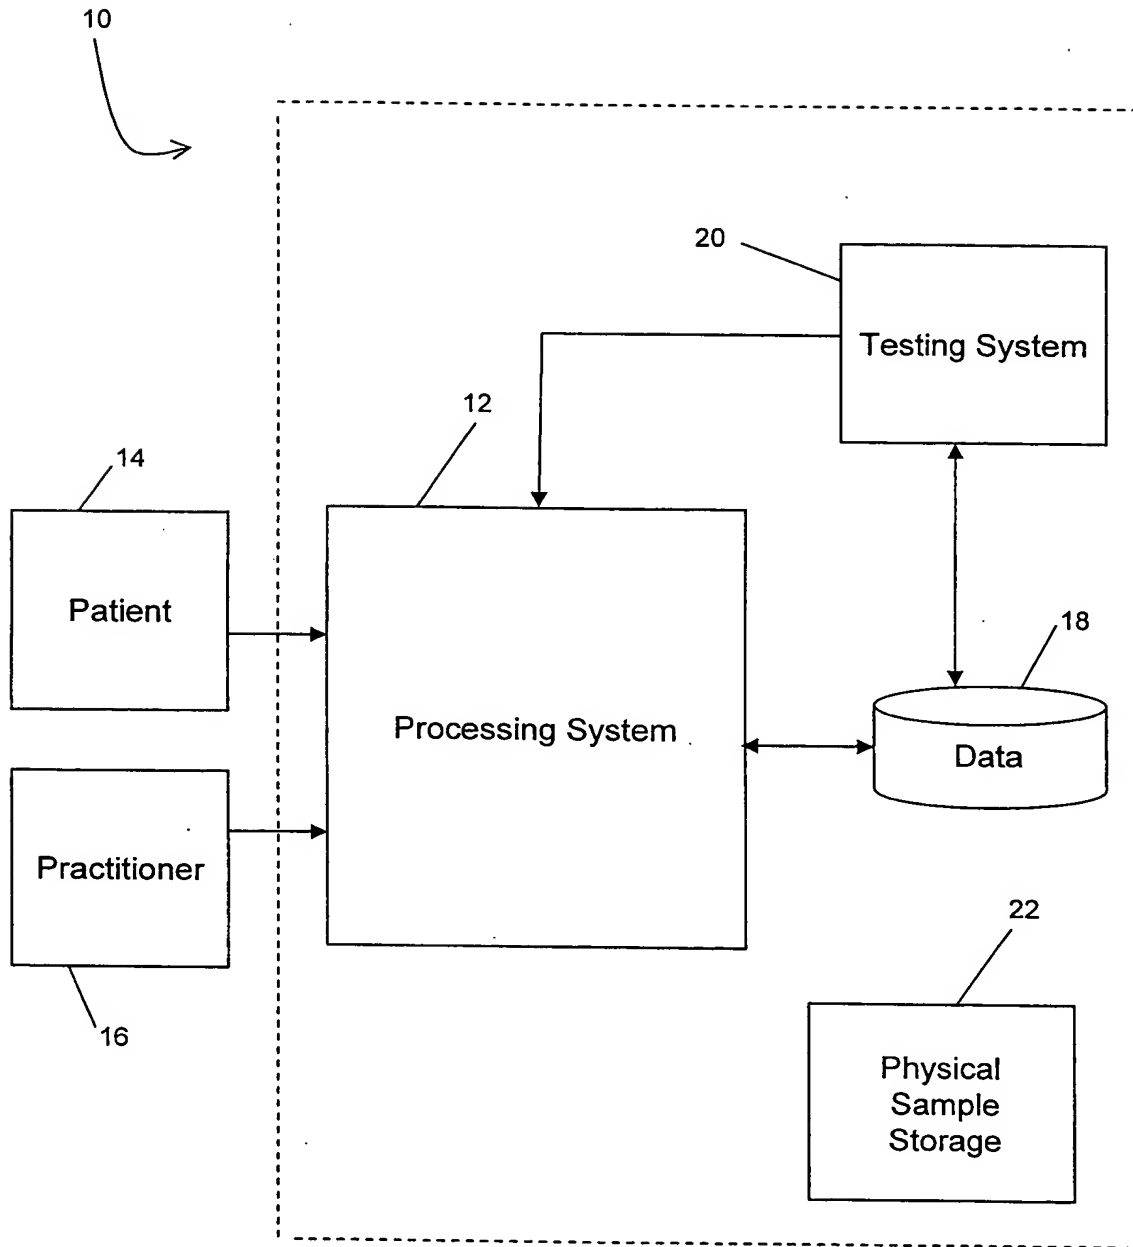 10
20
Testing System
12
14
Patient
Processing System
18
Data
Practitioner
16
22
Physical
Sample
Storage